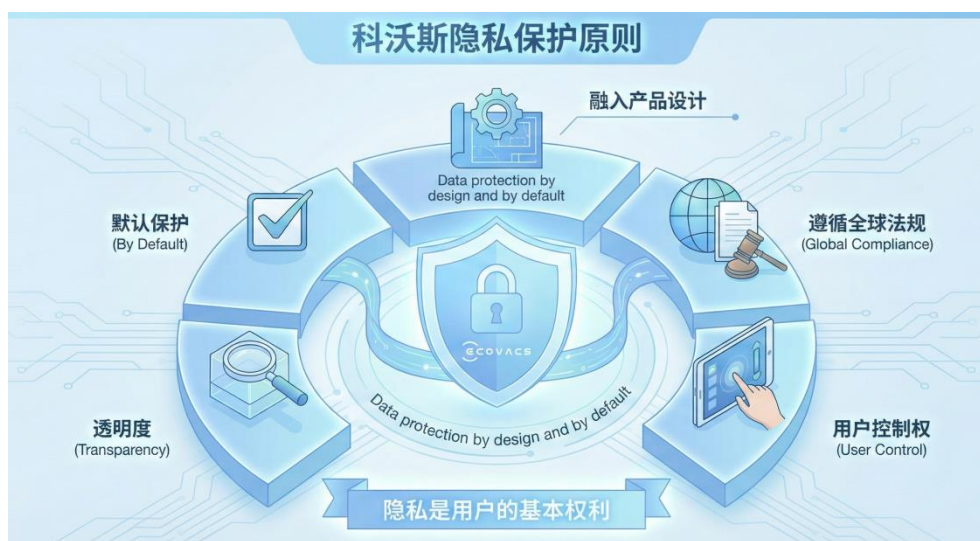 科沃斯隐私保护原则
融入产品设计
Data protection by
design and by default
默认保护
(By Default)
遵循全球法规
(Global Compliance)
ECOVACS
透明度
(Transparency)
Data protection by design and by default
用户控制权
(User Control)
隐私是用户的基本权利